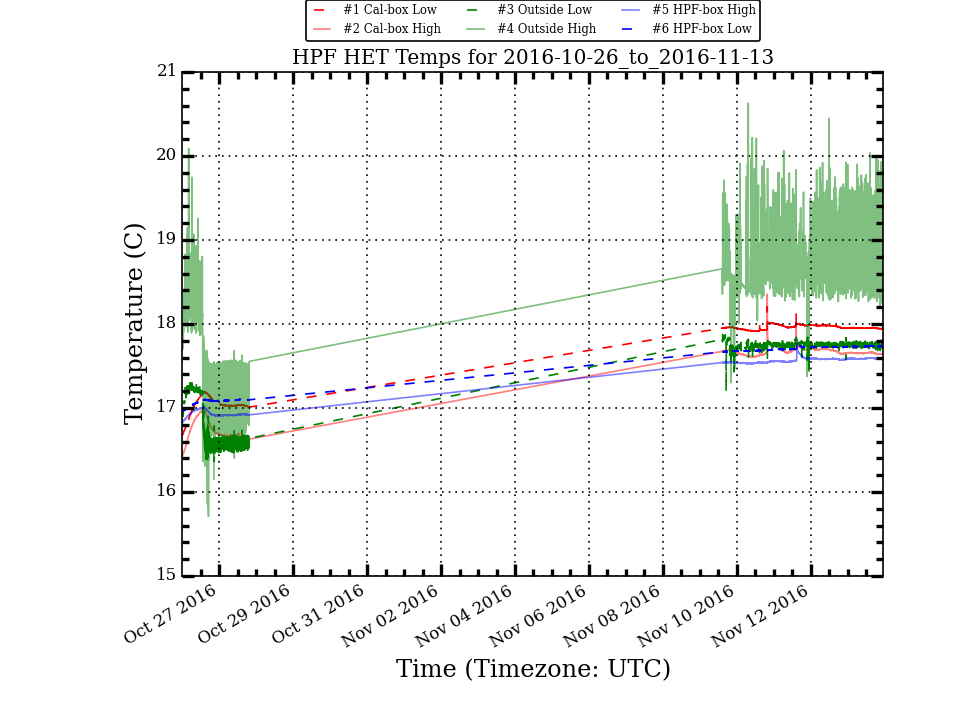 #1 Cal-box Low #3 Outside Low #5 HPF-box High
#2 Cal-box High #4 Outside High #6 HPF-box Low
HPF HET Temps for 2016-10-26_to_2016-11-13
21
20
19
18
17
16
15
Temperature (C)
Oct 27 2016 Oct 29 2016 Oct 31 2016 Nov 02 2016 Nov 04 2016 Nov 06 2016 Nov 08 2016 Nov 10 2016 Nov 12 2016
Time (Timezone: UTC)